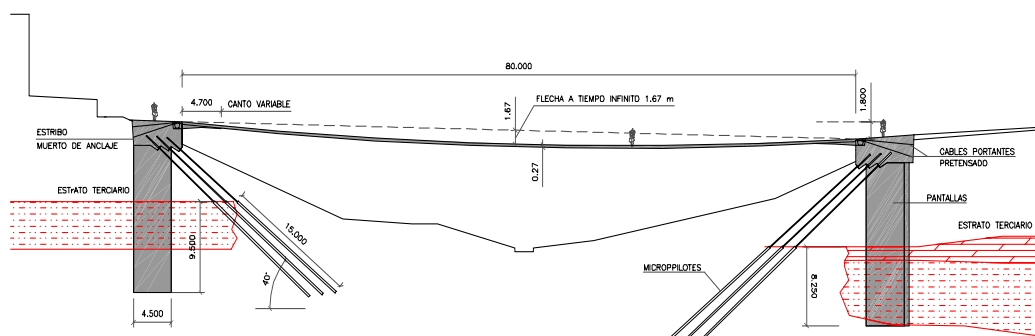 80.000
4.700
CANTO VARIABLE
1.67
FLECHA A TIEMPO INFINITO 1.67 m
1.800
ESTRIBO
MUERTO DE ANCLAJE
0.27
CABLES PORTANTES
PRETENSADO
ESTRATO TERCIARIO
PANTALLAS
15.000
9.500
ESTRATO TERCIARIO
40°
MICROPPILOTES
8.250
4.500